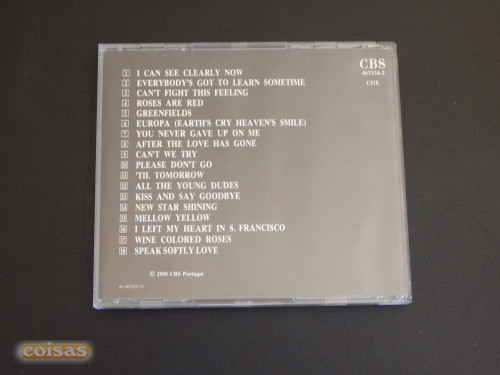 CBS
467334-2
CDE
1 I CAN SEE CLEARLY NOW
2 EVERYBODY'S GOT TO LEARN SOMETIME
3 CAN'T FIGHT THIS FEELING
4 ROSES ARE RED
5 GREENFIELDS
6 EUROPA (EARTH'S CRY HEAVEN'S SMILE)
7 YOU NEVER GAVE UP ON ME
8 AFTER THE LOVE HAS GONE
9 CAN'T WE TRY
10 PLEASE DON'T GO
11 'TIL TOMORROW
12 ALL THE YOUNG DUDES
13 KISS AND SAY GOODBYE
14 NEW STAR SHINING
15 MELLOW YELLOW
16 I LEFT MY HEART IN S. FRANCISCO
17 WINE COLORED ROSES
18 SPEAK SOFTLY LOVE
© 1990 CBS Portugal
coisas